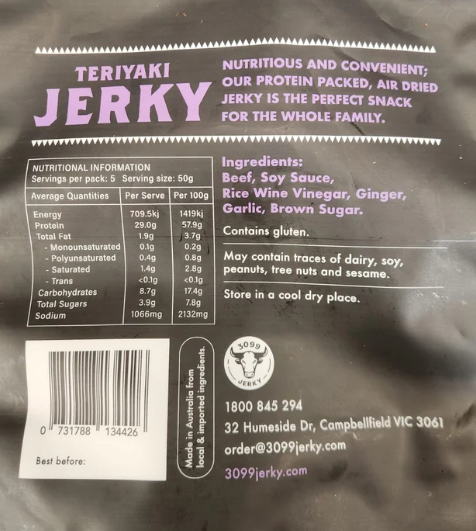 TERIYAKI
JERKY
NUTRITIOUS AND CONVENIENT;
OUR PROTEIN PACKED, AIR DRIED
JERKY IS THE PERFECT SNACK
FOR THE WHOLE FAMILY.
NUTRITIONAL INFORMATION
Servings per pack: 5 Serving size: 50g
Average Quantities Per Serve Per 100g
Energy 709.5kj 1419kj
Protein 29.0g 57.9g
Total Fat 1.9g 3.7g
- Monounsaturated 0.1g 0.2g
- Polyunsaturated 0.4g 0.8g
- Saturated 1.4g 2.8g
- Trans <0.1g <0.1g
Carbohydrates 8.7g 17.4g
Total Sugars 3.9g 7.8g
Sodium 1066mg 2132mg
Ingredients:
Beef, Soy Sauce,
Rice Wine Vinegar, Ginger,
Garlic, Brown Sugar.
Contains gluten.
May contain traces of dairy, soy,
peanuts, tree nuts and sesame.
Store in a cool dry place.
0 731788 134426
Best before:
Made in Australia from
local & imported ingredients.
3099
JERKY
1800 845 294
32 Humeside Dr, Campbellfield VIC 3061
order@3099jerky.com
3099jerky.com